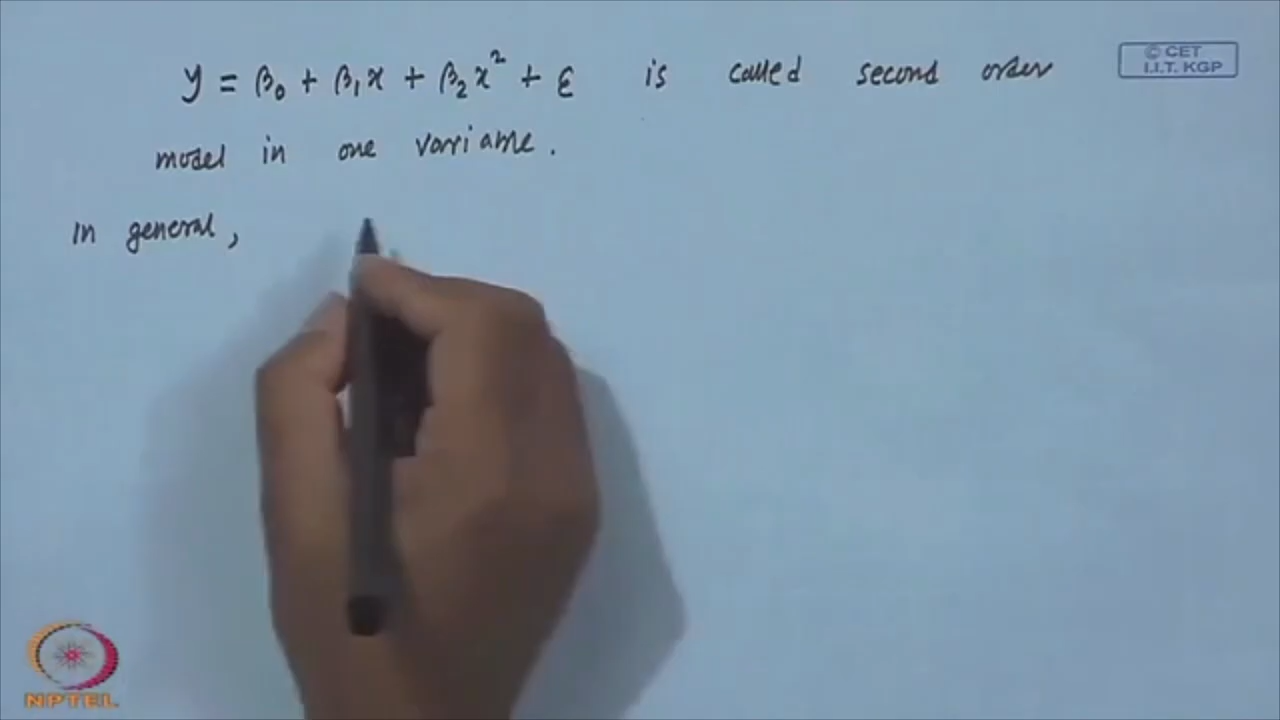 y = β₀ + β₁x + β₂x² + ε is called second order
model in one variable.
In general,
© CET
I.I.T. KGP
NPTEL